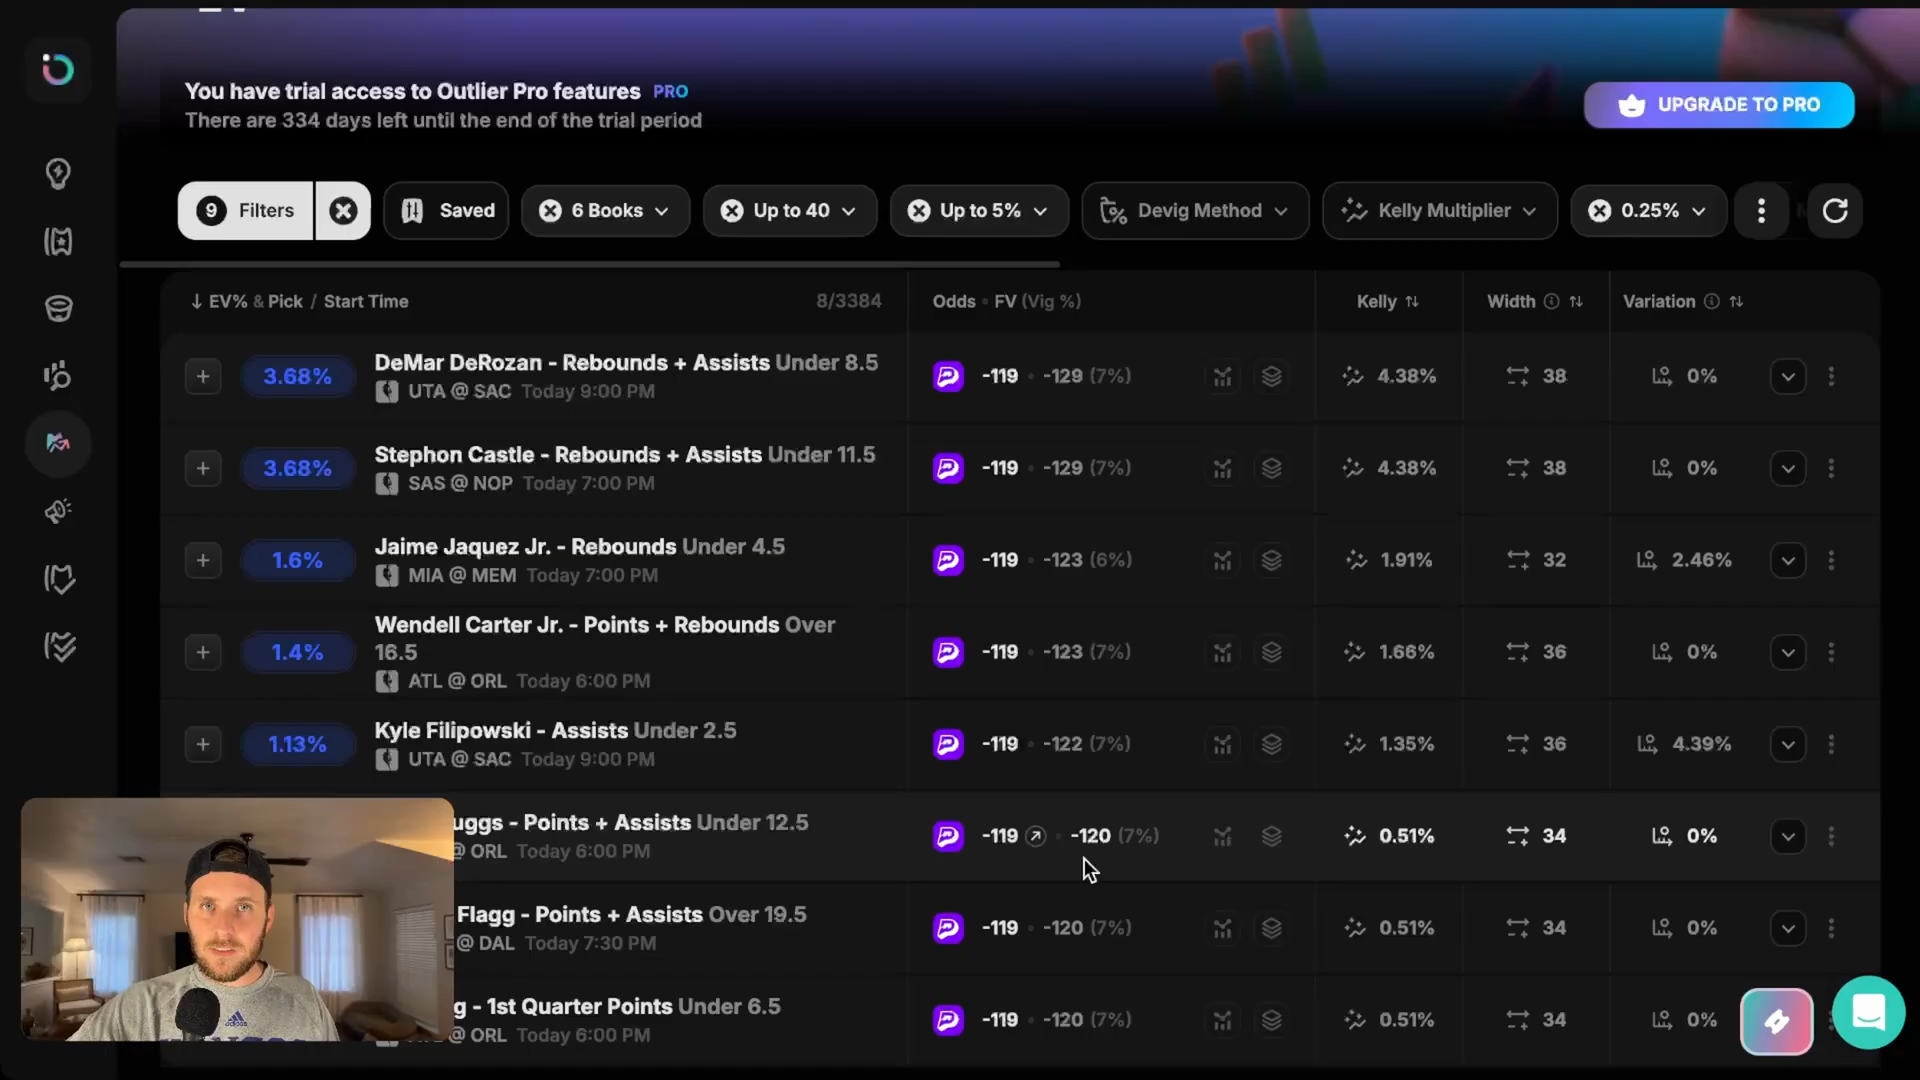 You have trial access to Outlier Pro features PRO
There are 334 days left until the end of the trial period
UPGRADE TO PRO
9 Filters
Saved
6 Books
Up to 40
Up to 5%
Devig Method
Kelly Multiplier
0.25%
EV% & Pick / Start Time 8/3384 Odds • FV (Vig %) Kelly Width Variation
3.68% DeMar DeRozan - Rebounds + Assists Under 8.5
UTA @ SAC Today 9:00 PM
-119 • -129 (7%) 4.38% 38 0%
3.68% Stephon Castle - Rebounds + Assists Under 11.5
SAS @ NOP Today 7:00 PM
-119 • -129 (7%) 4.38% 38 0%
1.6% Jaime Jaquez Jr. - Rebounds Under 4.5
MIA @ MEM Today 7:00 PM
-119 • -123 (6%) 1.91% 32 2.46%
1.4% Wendell Carter Jr. - Points + Rebounds Over
16.5
ATL @ ORL Today 6:00 PM
-119 • -123 (7%) 1.66% 36 0%
1.13% Kyle Filipowski - Assists Under 2.5
UTA @ SAC Today 9:00 PM
-119 • -122 (7%) 1.35% 36 4.39%
uggs - Points + Assists Under 12.5
@ ORL Today 6:00 PM
-119 • -120 (7%) 0.51% 34 0%
Flagg - Points + Assists Over 19.5
@ DAL Today 7:30 PM
-119 • -120 (7%) 0.51% 34 0%
g - 1st Quarter Points Under 6.5
@ ORL Today 6:00 PM
-119 • -120 (7%) 0.51% 34 0%
adidas